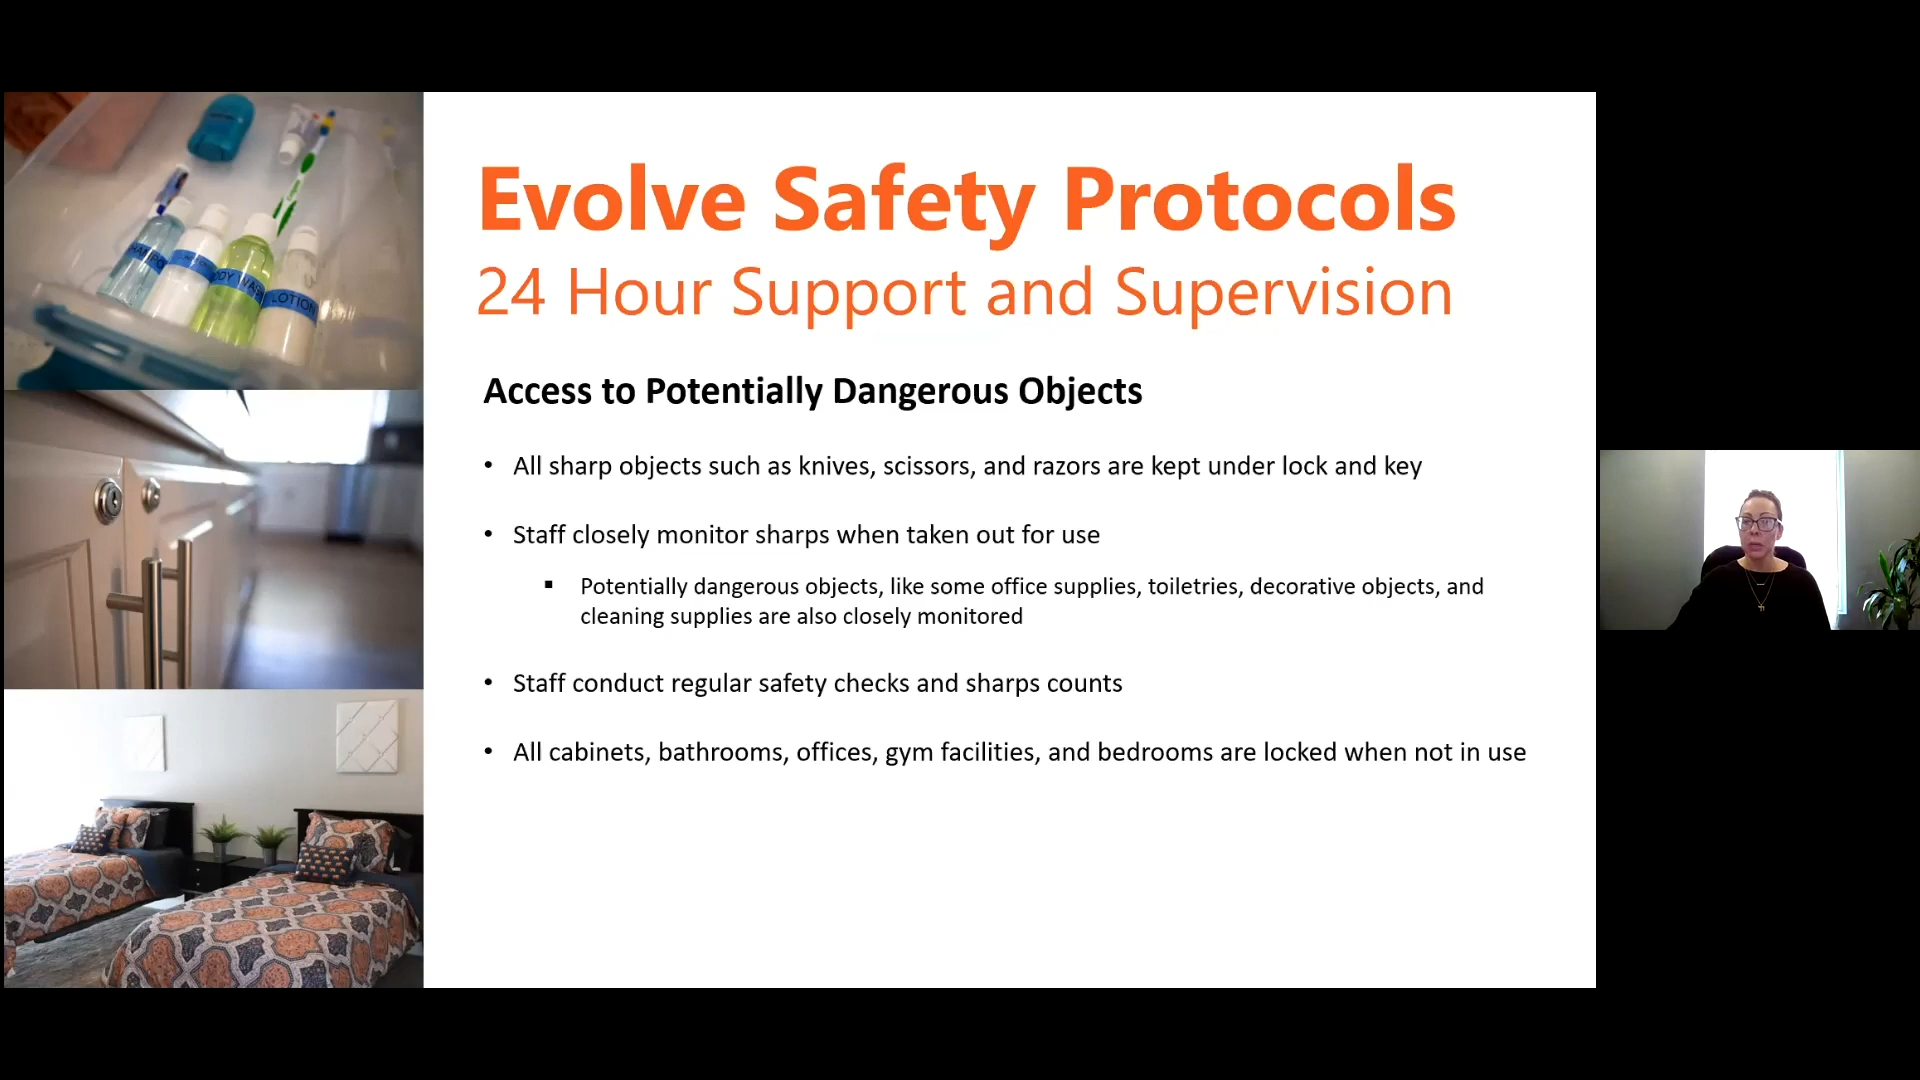 Evolve Safety Protocols
24 Hour Support and Supervision
Access to Potentially Dangerous Objects
• All sharp objects such as knives, scissors, and razors are kept under lock and key
• Staff closely monitor sharps when taken out for use
▪ Potentially dangerous objects, like some office supplies, toiletries, decorative objects, and
cleaning supplies are also closely monitored
• Staff conduct regular safety checks and sharps counts
• All cabinets, bathrooms, offices, gym facilities, and bedrooms are locked when not in use
LOTION